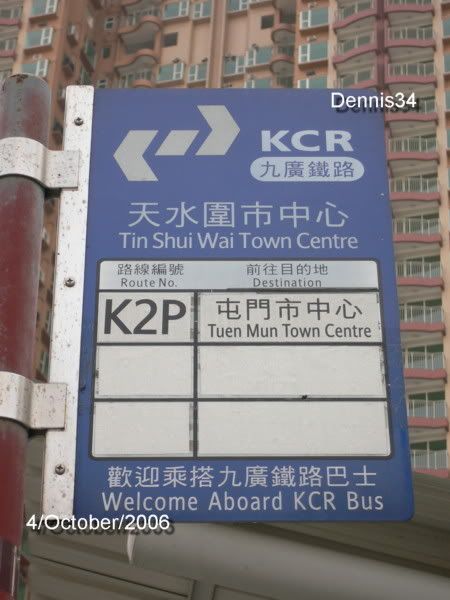 Dennis34
KCR
九廣鐵路
天水圍市中心
Tin Shui Wai Town Centre
路線編號 前往目的地
Route No. Destination
K2P 屯門市中心
Tuen Mun Town Centre
歡迎乘搭九廣鐵路巴士
Welcome Aboard KCR Bus
4/October/2006